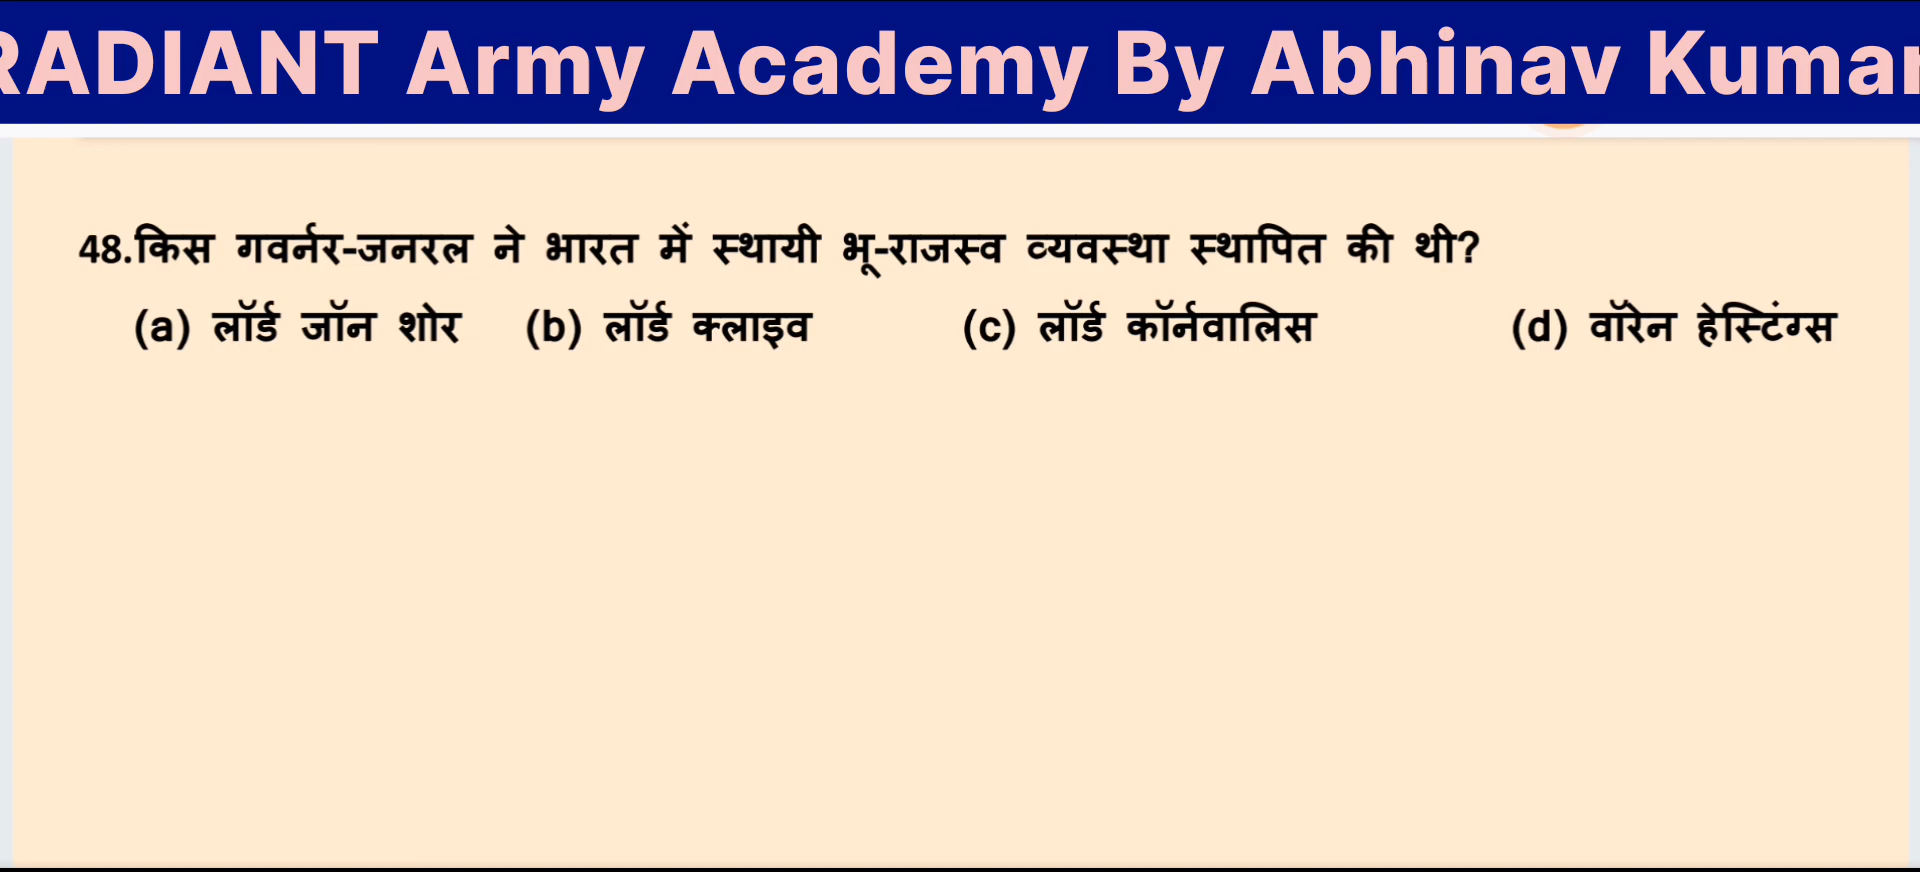 RADIANT Army Academy By Abhinav Kumar
48.किस गवर्नर-जनरल ने भारत में स्थायी भू-राजस्व व्यवस्था स्थापित की थी?
(a) लॉर्ड जॉन शोर (b) लॉर्ड क्लाइव (c) लॉर्ड कॉर्नवालिस (d) वॉरेन हेस्टिंग्स